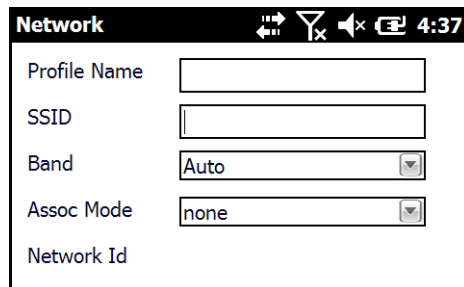 Network 4:37
Profile Name
SSID
Band Auto
Assoc Mode none
Network Id